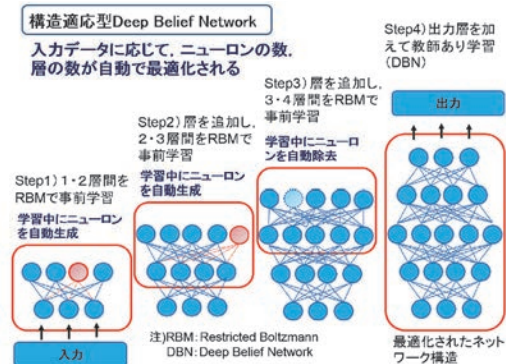 構造適応型Deep Belief Network
入力データに応じて，ニューロンの数，
層の数が自動で最適化される
Step1）1・2層間を
RBMで事前学習
学習中にニューロン
を自動生成
入力
Step2）層を追加し，
2・3層間をRBMで
事前学習
学習中にニューロン
を自動生成
Step3）層を追加し，
3・4層間をRBMで
事前学習
学習中にニューロ
ンを自動除去
Step4）出力層を加
えて教師あり学習
（DBN）
出力
最適化されたネット
ワーク構造
注）RBM：Restricted Boltzmann
DBN：Deep Belief Network